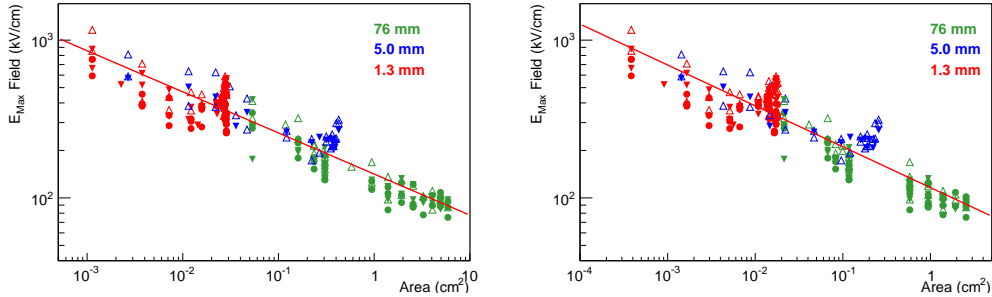 E_Max Field (kV/cm)
10^3
10^2
76 mm
5.0 mm
1.3 mm
10^-3 10^-2 10^-1 1 10
Area (cm^2)
E_Max Field (kV/cm)
10^3
10^2
76 mm
5.0 mm
1.3 mm
10^-4 10^-3 10^-2 10^-1 1
Area (cm^2)